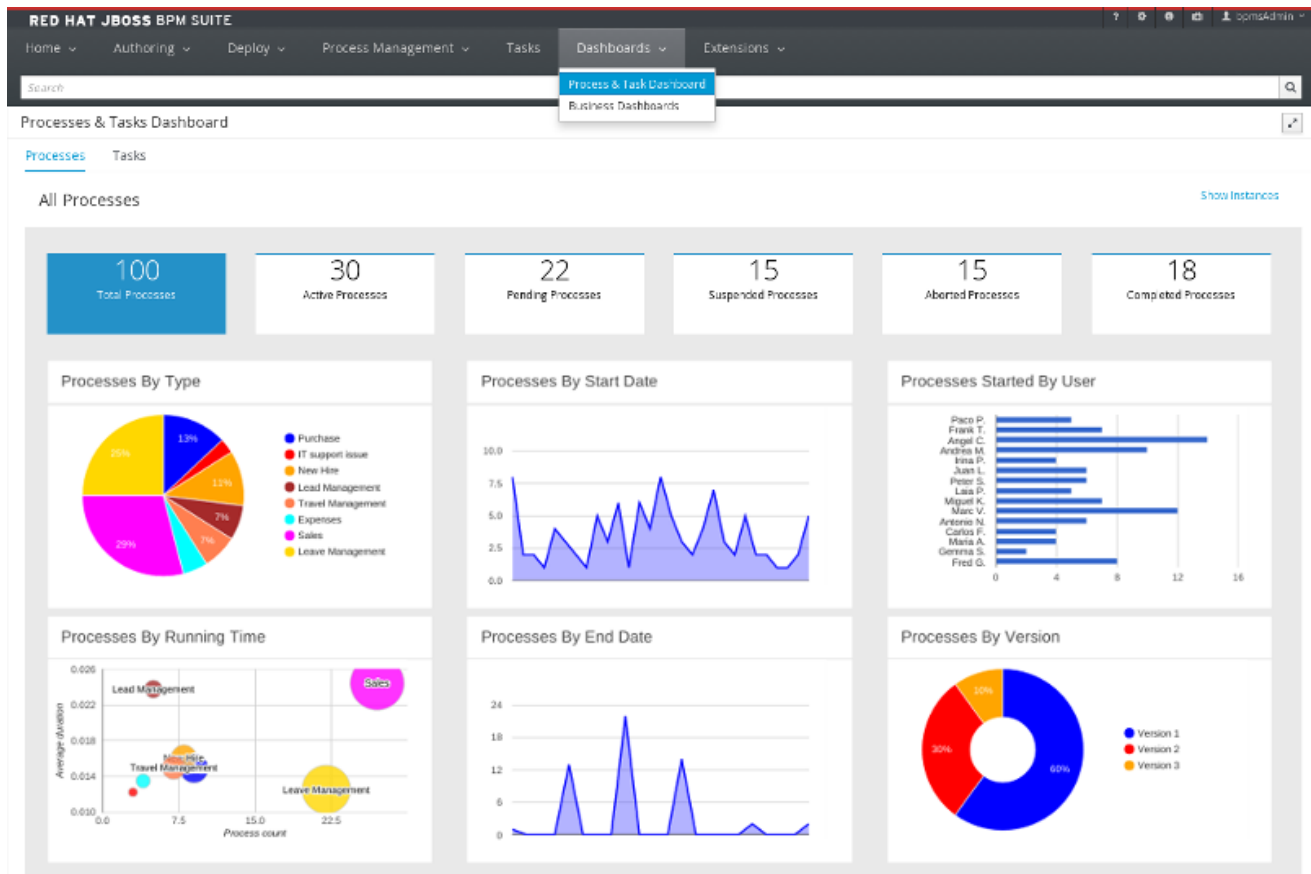 RED HAT JBOSS BPM SUITE
? bpmsAdmin
Home Authoring Deploy Process Management Tasks Dashboards Extensions
Search
Process & Task Dashboard
Business Dashboards
Processes & Tasks Dashboard
Processes Tasks
All Processes
Show Instances
100 30 22 15 15 18
Total Processes Active Processes Pending Processes Suspended Processes Aborted Processes Completed Processes
Processes By Type
13%
11%
7%
7%
29%
25%
Purchase
IT support issue
New Hire
Lead Management
Travel Management
Expenses
Sales
Leave Management
Processes By Start Date
10.0
7.5
5.0
2.5
0.0
Processes Started By User
Paco P.
Frank T.
Angel C.
Andrea M.
Irina P.
Juan L.
Peter S.
Laia P.
Miguel K.
Marc V.
Antonio N.
Carlos F.
Maria A.
Gemma S.
Fred G.
0 4 8 12 16
Processes By Running Time
0.026
0.022
0.018
0.014
0.010
Average duration
Lead Management
Sales
New Hire
Travel Management
Leave Management
0.0 7.5 15.0 22.5
Process count
Processes By End Date
24
18
12
6
0
Processes By Version
10%
30%
60%
Version 1
Version 2
Version 3